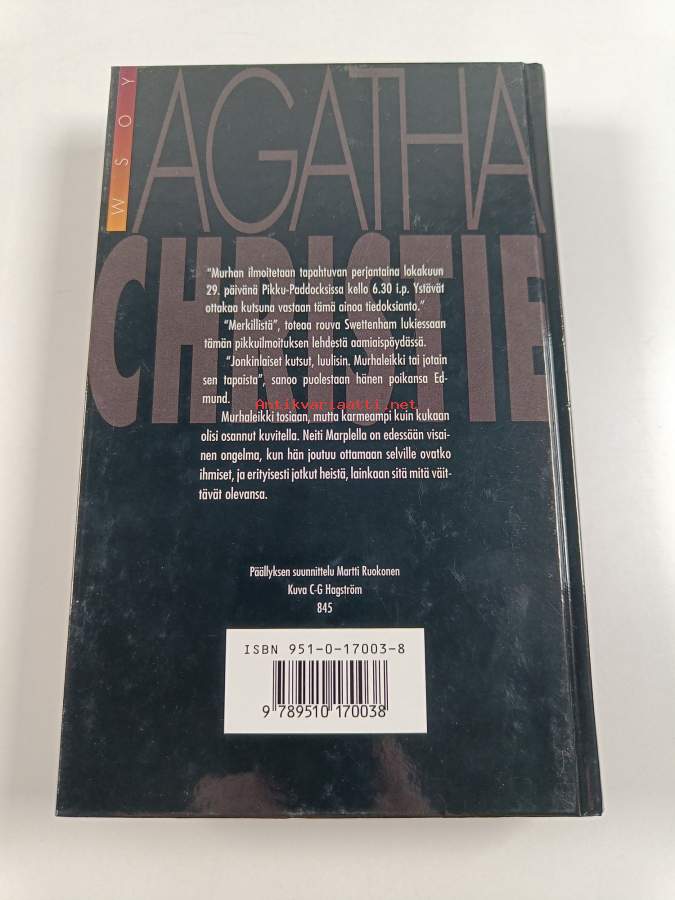 WSOY
AGATHA
CHRISTIE
"Murhan ilmoitetaan tapahtuvan perjantaina lokakuun
29. päivänä Pikku-Paddocksissa kello 6.30 i.p. Ystävät
ottakaa kutsuna vastaan tämä ainoa tiedoksianto."
"Merkillistä", toteaa rouva Swettenham lukiessaan
tämän pikkuilmoituksen lehdestä aamiaispöydässä.
"Jonkinlaiset kutsut, luulisin. Murhaleikki tai jotain
sen tapaista", sanoo puolestaan hänen poikansa Ed-
mund.
Antikvariaatti.net
Murhaleikki tosiaan, mutta karmeampi kuin kukaan
olisi osannut kuvitella. Neiti Marplella on edessään visai-
nen ongelma, kun hän joutuu ottamaan selville ovatko
ihmiset, ja erityisesti jotkut heistä, lainkaan sitä mitä väit-
tävät olevansa.
Päällyksen suunnittelu Martti Ruokonen
Kuva C-G Hagström
845
ISBN 951-0-17003-8
9 789510 170038